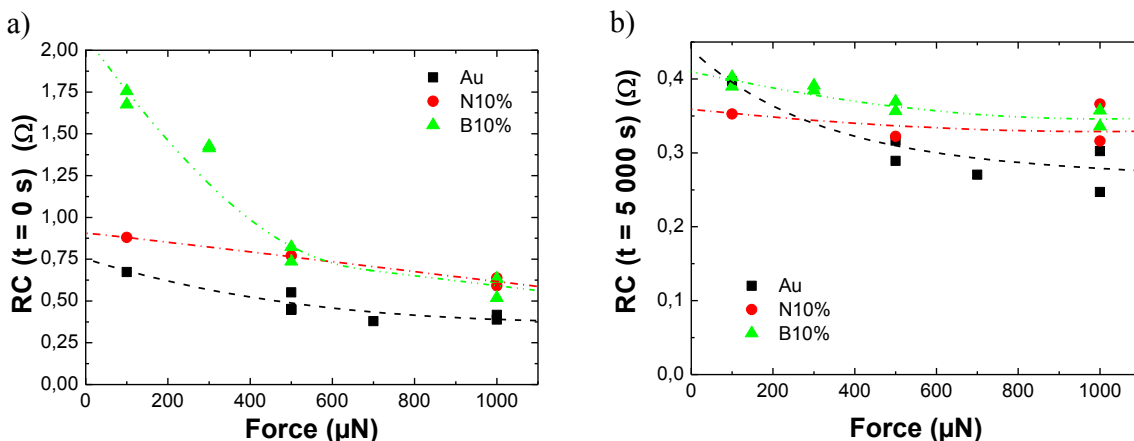 a)
2,00
1,75
1,50
1,25
1,00
0,75
0,50
0,25
0,00
RC (t = 0 s) (Ω)
Au
N10%
B10%
0 200 400 600 800 1000
Force (µN)
b)
0,4
0,3
0,2
0,1
0,0
RC (t = 5 000 s) (Ω)
Au
N10%
B10%
0 200 400 600 800 1000
Force (µN)